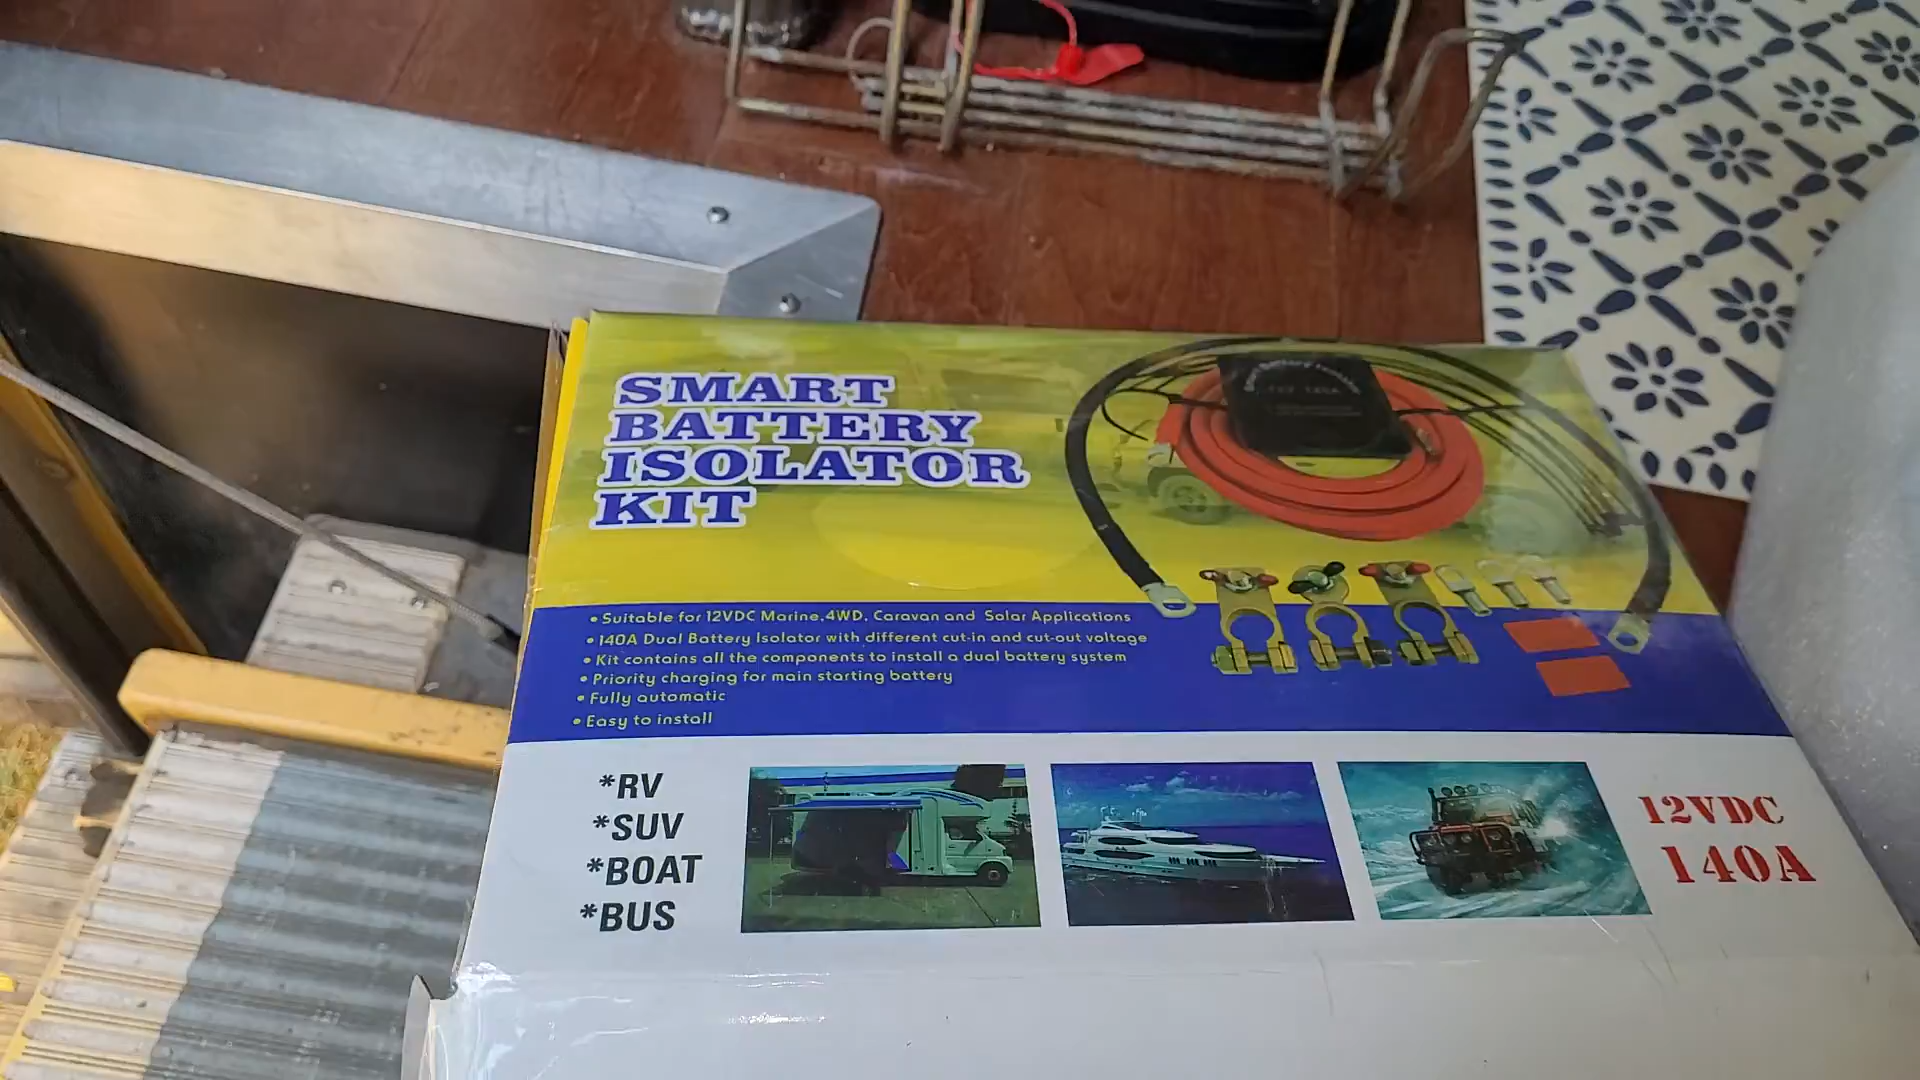 SMART
BATTERY
ISOLATOR
KIT
• Suitable for 12VDC Marine.4WD. Caravan and Solar Applications
• 140A Dual Battery Isolator with different cut-in and cut-out voltage
• Kit contains all the components to install a dual battery system
• Priority charging for main starting battery
• Fully automatic
• Easy to install
*RV
*SUV
*BOAT
*BUS
12VDC
140A